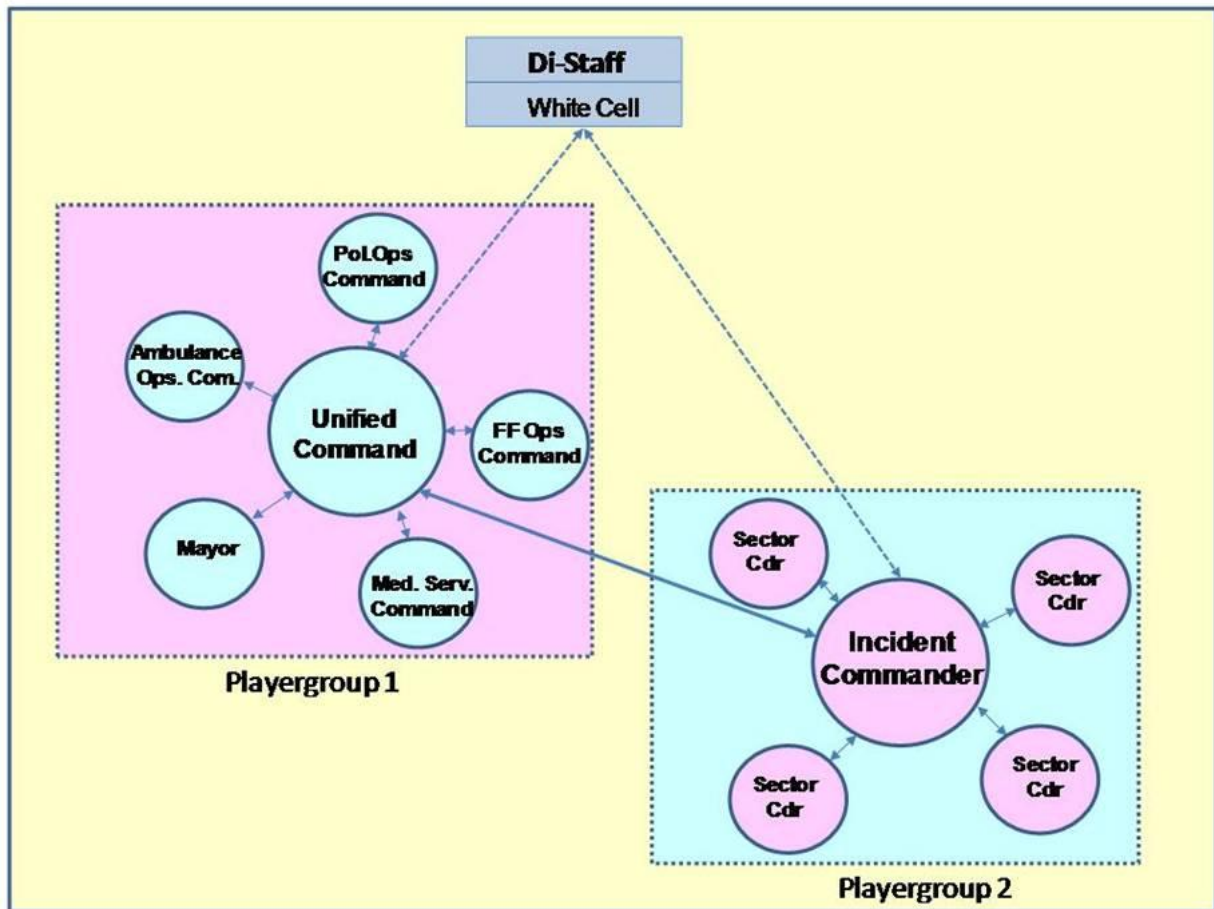 Di-Staff
White Cell
Pol.Ops
Command
Ambulance
Ops. Com.
Unified
Command
FF Ops
Command
Mayor
Med. Serv.
Command
Playergroup 1
Sector
Cdr
Sector
Cdr
Incident
Commander
Sector
Cdr
Sector
Cdr
Playergroup 2